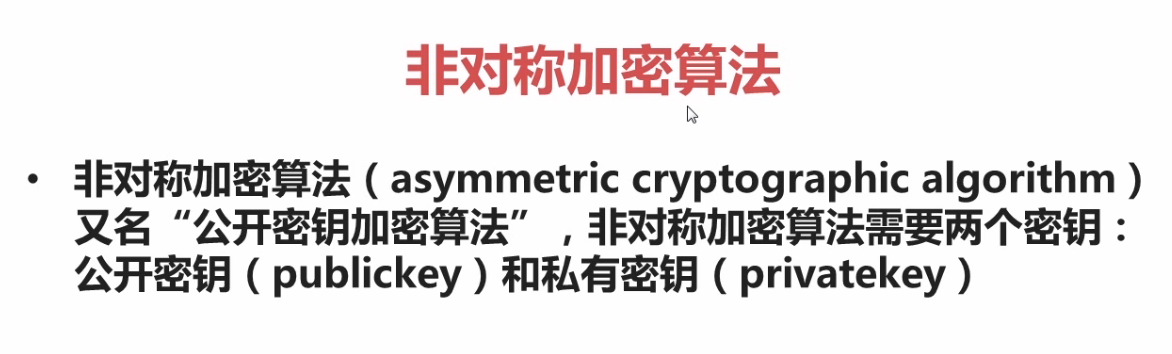 非对称加密算法
• 非对称加密算法（asymmetric cryptographic algorithm）
又名“公开密钥加密算法”，非对称加密算法需要两个密钥：
公开密钥（publickey）和私有密钥（privatekey）